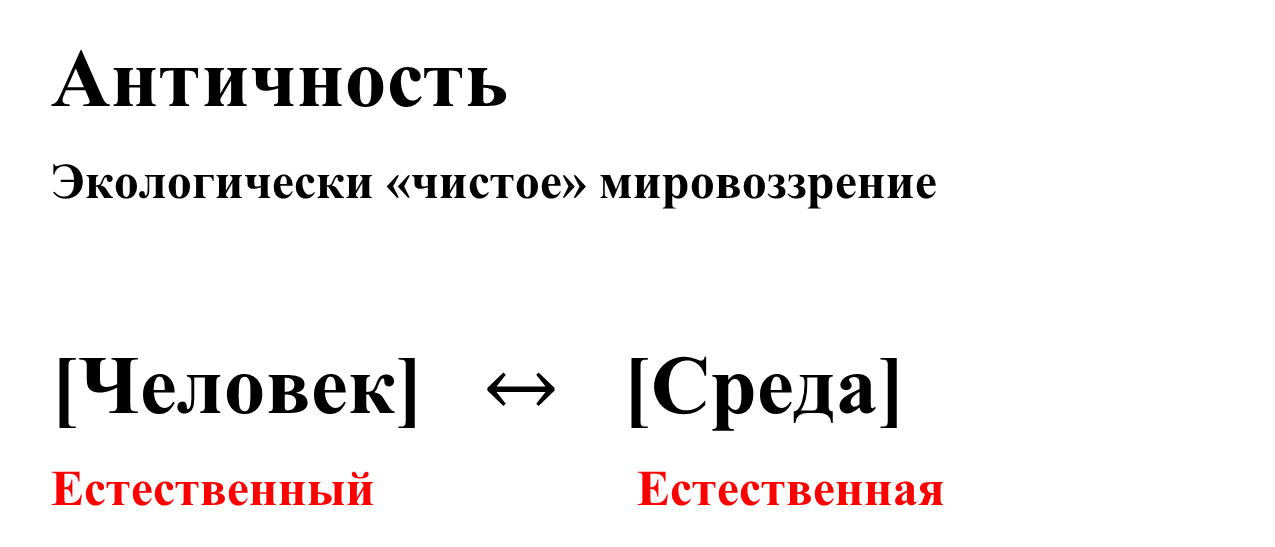 Античность
Экологически «чистое» мировоззрение
[Человек] ↔ [Среда]
Естественный Естественная